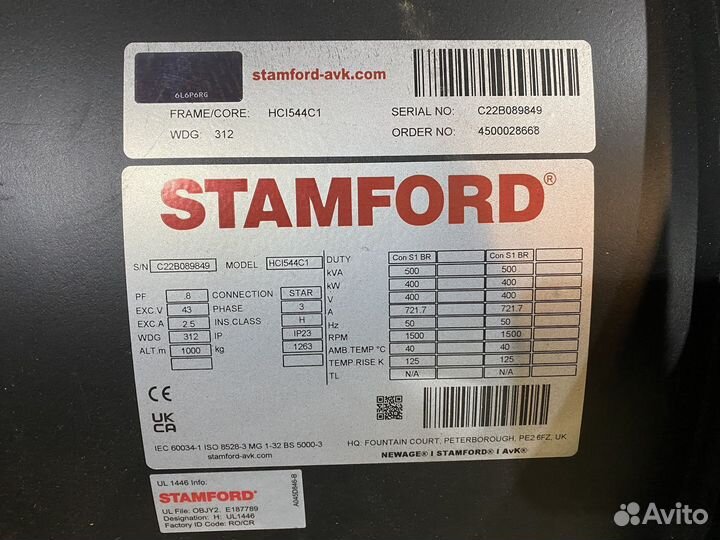 6L6P6RG
stamford-avk.com
FRAME/CORE: HCI544C1 SERIAL NO: C22B089849
WDG 312 ORDER NO: 4500028668
STAMFORD®
S/N C22B089849 MODEL HCI544C1
PF .8 CONNECTION STAR
EXC.V 43 PHASE 3
EXC.A 2.5 INS.CLASS H
WDG 312 IP IP23
ALT.m 1000 kg 1263
DUTY Con S1 BR Con S1 BR
kVA 500 500
kW 400 400
V 400 400
A 721.7 721.7
Hz 50 50
RPM 1500 1500
AMB.TEMP °C 40 40
TEMP.RISE K 125 125
TL N/A N/A
CE
UK
CA
IEC 60034-1 ISO 8528-3 MG 1-32 BS 5000-3
stamford-avk.com
HQ: FOUNTAIN COURT, PETERBOROUGH, PE2 6FZ, UK
NEWAGE® I STAMFORD® I AvK®
UL 1446 Info.
STAMFORD®
UL File: OBJY2. E187789
Designation: H: UL1446
Factory ID Code: RO/CR
A045D846-B
Avito